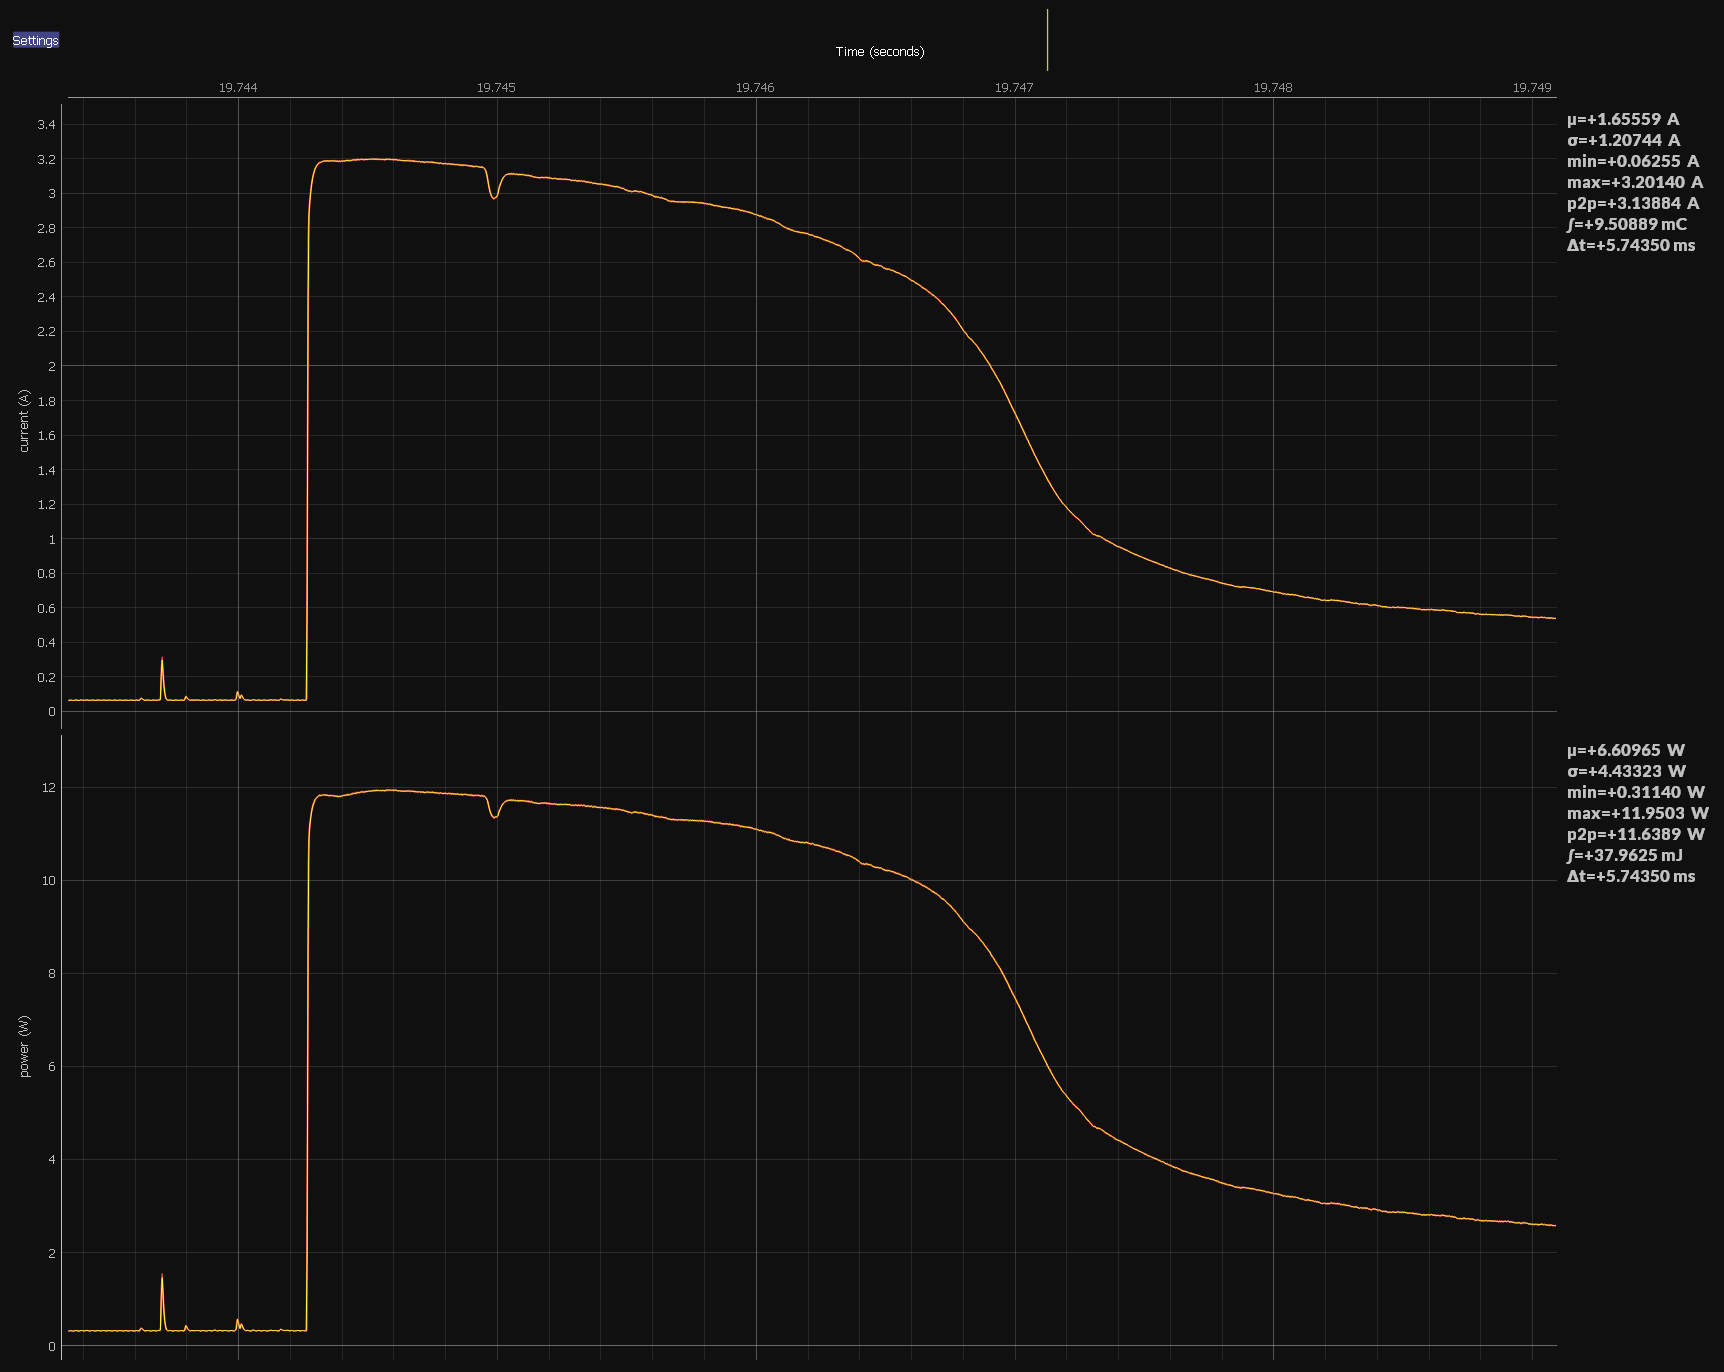 Settings
Time (seconds)
19.744 19.745 19.746 19.747 19.748 19.749
3.4
3.2
3
2.8
2.6
2.4
2.2
2
1.8
1.6
1.4
1.2
1
0.8
0.6
0.4
0.2
0
current (A)
μ=+1.65559 A
σ=+1.20744 A
min=+0.06255 A
max=+3.20140 A
p2p=+3.13884 A
∫=+9.50889 mC
Δt=+5.74350 ms
12
10
8
6
4
2
0
power (W)
μ=+6.60965 W
σ=+4.43323 W
min=+0.31140 W
max=+11.9503 W
p2p=+11.6389 W
∫=+37.9625 mJ
Δt=+5.74350 ms